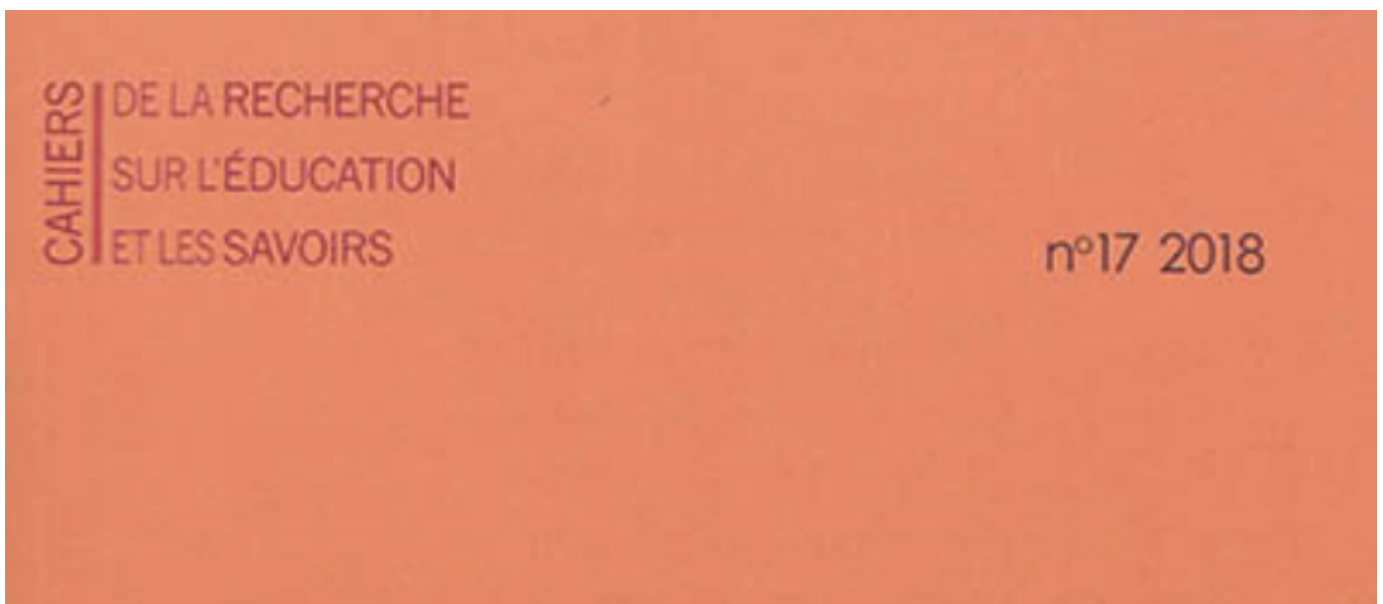 CAHIERS
DE LA RECHERCHE
SUR L'ÉDUCATION
ET LES SAVOIRS
n°17 2018